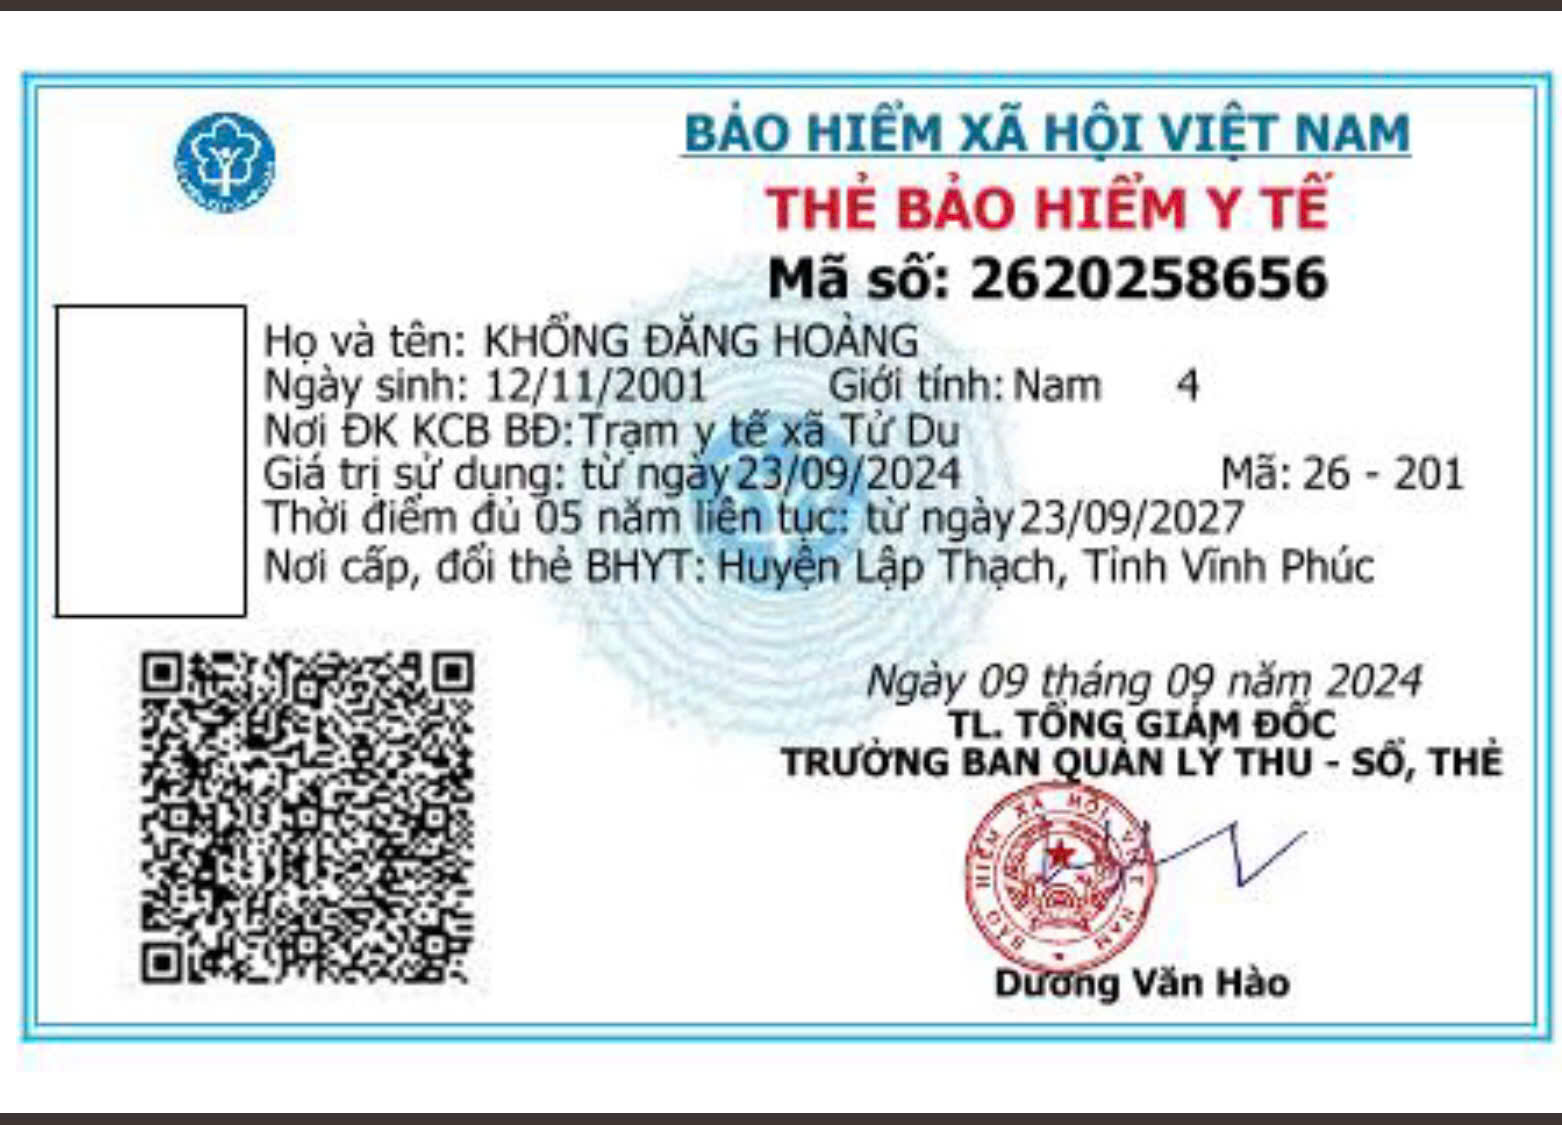 BẢO HIỂM XÃ HỘI VIỆT NAM
THẺ BẢO HIỂM Y TẾ
Mã số: 2620258656
Họ và tên: KHỔNG ĐĂNG HOÀNG
Ngày sinh: 12/11/2001 Giới tính: Nam 4
Nơi ĐK KCB BĐ: Trạm y tế xã Tử Du
Giá trị sử dụng: từ ngày 23/09/2024 Mã: 26 - 201
Thời điểm đủ 05 năm liên tục: từ ngày 23/09/2027
Nơi cấp, đổi thẻ BHYT: Huyện Lập Thạch, Tỉnh Vĩnh Phúc
Ngày 09 tháng 09 năm 2024
TL. TỔNG GIÁM ĐỐC
TRƯỞNG BAN QUẢN LÝ THU - SỔ, THẺ
BẢO HIỂM XÃ HỘI VIỆT NAM
Dương Văn Hào